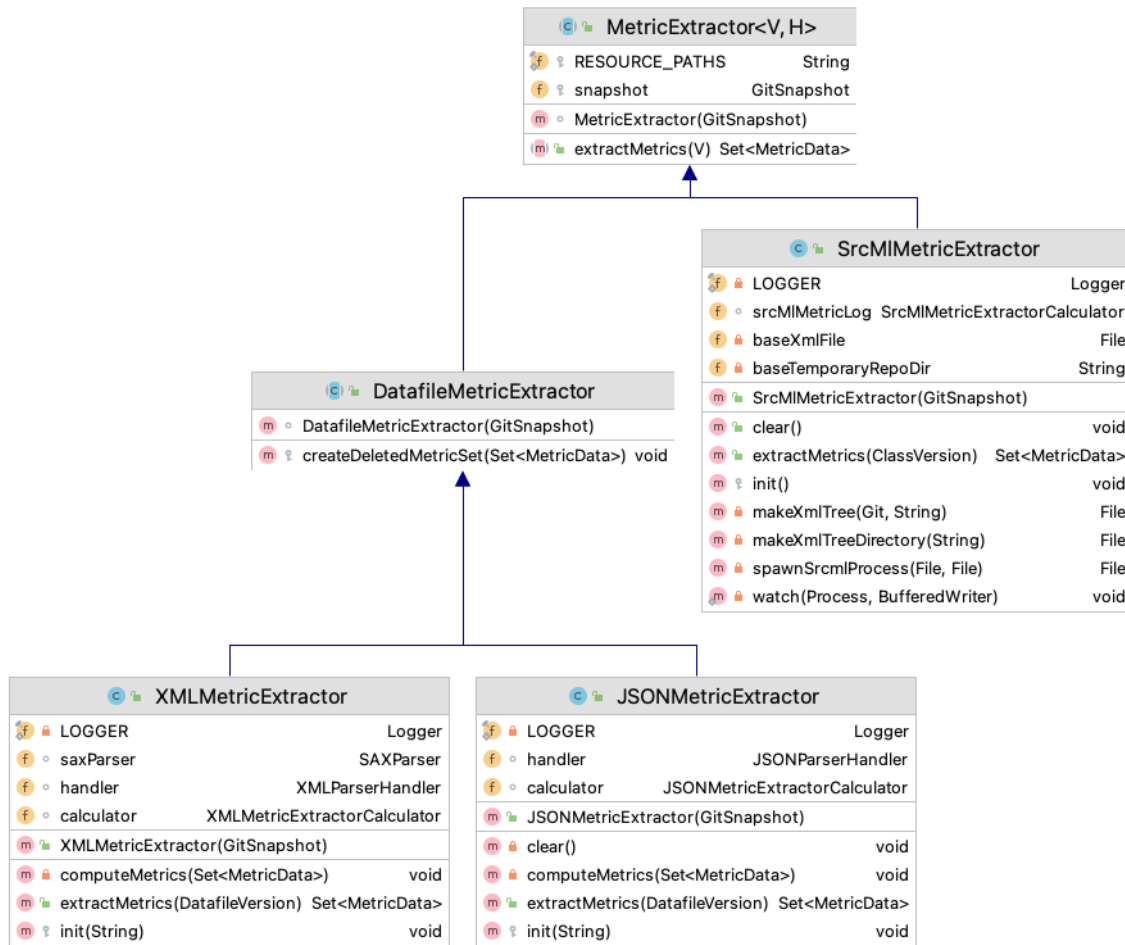 MetricExtractor<V, H>
RESOURCE_PATHS String
snapshot GitSnapshot
MetricExtractor(GitSnapshot)
extractMetrics(V) Set<MetricData>
SrcMlMetricExtractor
LOGGER Logger
srcMlMetricLog SrcMlMetricExtractorCalculator
baseXmlFile File
baseTemporaryRepoDir String
SrcMlMetricExtractor(GitSnapshot)
clear() void
extractMetrics(ClassVersion) Set<MetricData>
init() void
makeXmlTree(Git, String) File
makeXmlTreeDirectory(String) File
spawnSrcmlProcess(File, File) File
watch(Process, BufferedWriter) void
DatafileMetricExtractor
DatafileMetricExtractor(GitSnapshot)
createDeletedMetricSet(Set<MetricData>) void
XMLMetricExtractor
LOGGER Logger
saxParser SAXParser
handler XMLParserHandler
calculator XMLMetricExtractorCalculator
XMLMetricExtractor(GitSnapshot)
computeMetrics(Set<MetricData>) void
extractMetrics(DatafileVersion) Set<MetricData>
init(String) void
JSONMetricExtractor
LOGGER Logger
handler JSONParserHandler
calculator JSONMetricExtractorCalculator
JSONMetricExtractor(GitSnapshot)
clear() void
computeMetrics(Set<MetricData>) void
extractMetrics(DatafileVersion) Set<MetricData>
init(String) void